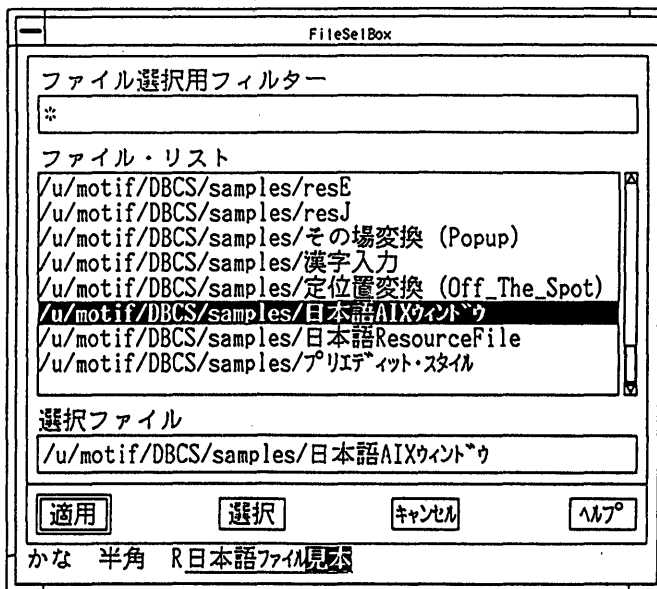 FileSelBox
ファイル選択用フィルター
*
ファイル・リスト
/u/motif/DBCS/samples/resE
/u/motif/DBCS/samples/resJ
/u/motif/DBCS/samples/その場変換 (Popup)
/u/motif/DBCS/samples/漢字入力
/u/motif/DBCS/samples/定位置変換 (Off_The_Spot)
/u/motif/DBCS/samples/日本語AIXｳｨﾝﾄﾞｳ
/u/motif/DBCS/samples/日本語ResourceFile
/u/motif/DBCS/samples/ﾌﾟﾘｴﾃﾞｨｯﾄ・ｽﾀｲﾙ
選択ファイル
/u/motif/DBCS/samples/日本語AIXｳｨﾝﾄﾞｳ
適用 選択 ｷｬﾝｾﾙ ﾍﾙﾌﾟ
かな 半角 R日本語ﾌｧｲﾙ見本